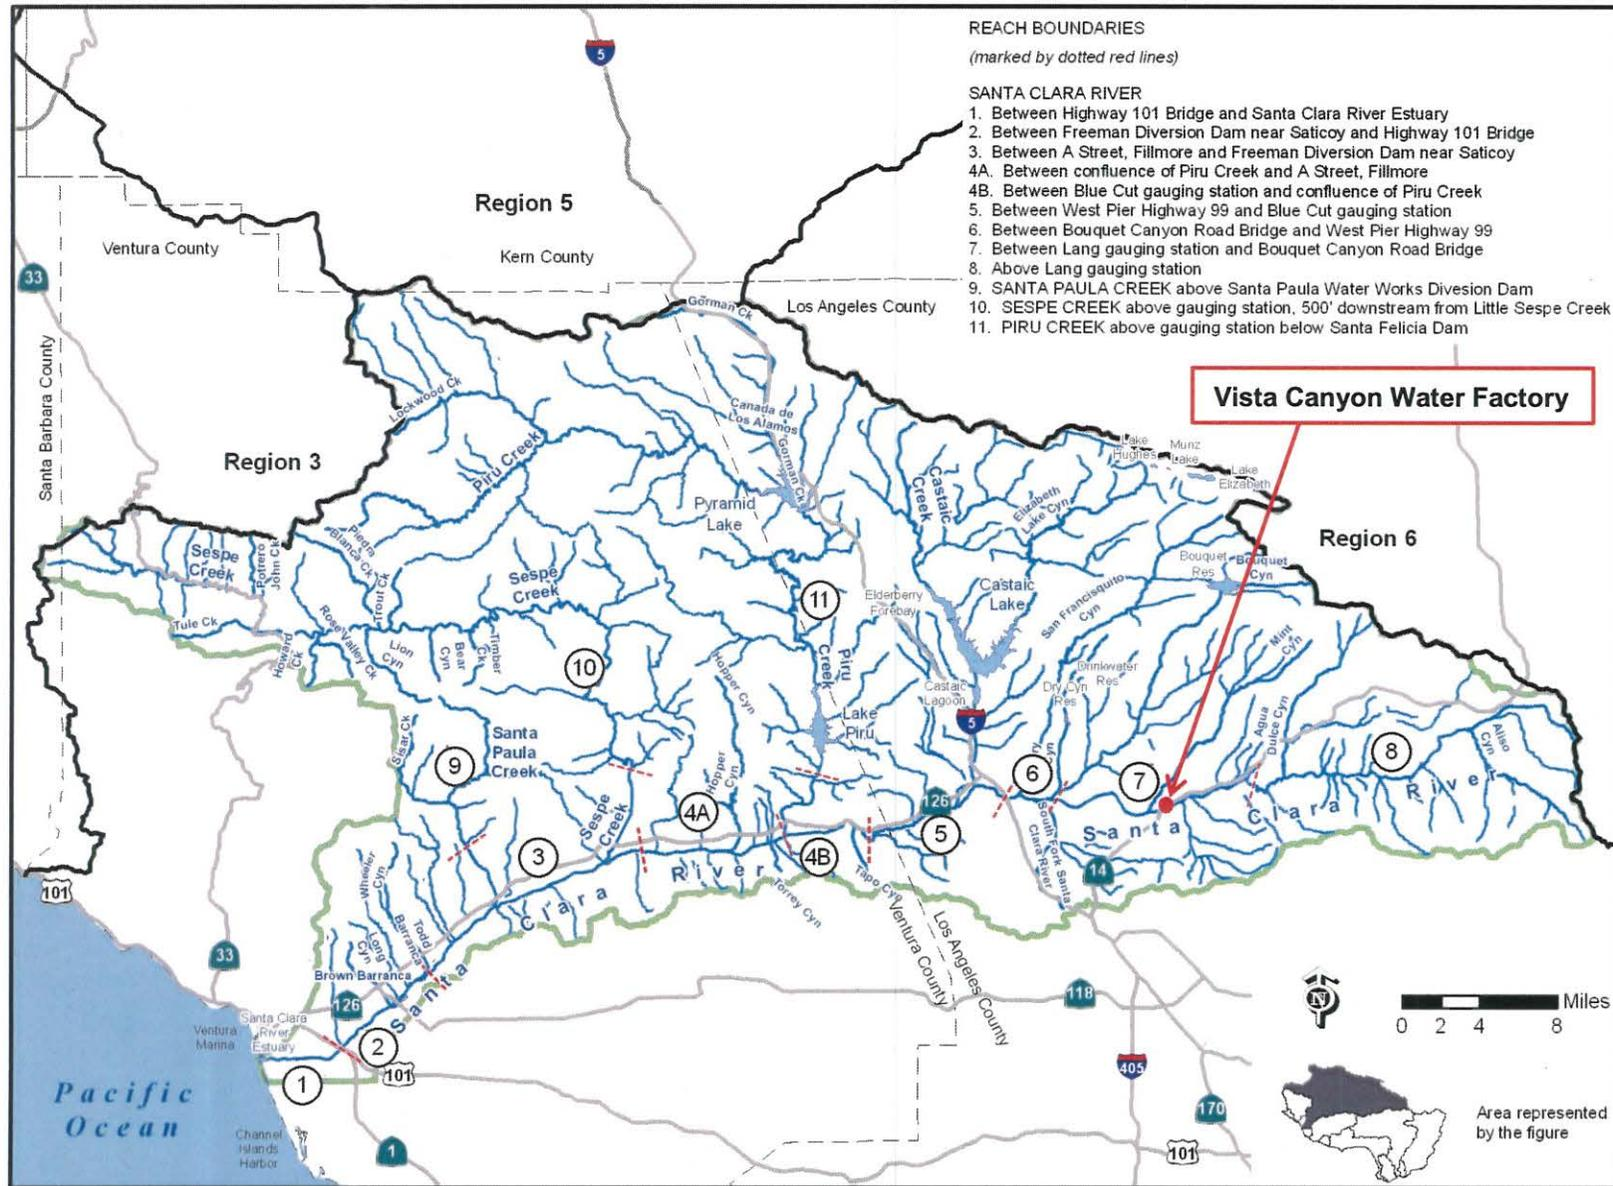 REACH BOUNDARIES
(marked by dotted red lines)
SANTA CLARA RIVER
1. Between Highway 101 Bridge and Santa Clara River Estuary
2. Between Freeman Diversion Dam near Saticoy and Highway 101 Bridge
3. Between A Street, Fillmore and Freeman Diversion Dam near Saticoy
4A. Between confluence of Piru Creek and A Street, Fillmore
4B. Between Blue Cut gauging station and confluence of Piru Creek
5. Between West Pier Highway 99 and Blue Cut gauging station
6. Between Bouquet Canyon Road Bridge and West Pier Highway 99
7. Between Lang gauging station and Bouquet Canyon Road Bridge
8. Above Lang gauging station
9. SANTA PAULA CREEK above Santa Paula Water Works Divesion Dam
10. SESPE CREEK above gauging station, 500' downstream from Little Sespe Creek
11. PIRU CREEK above gauging station below Santa Felicia Dam
5
Region 5
Ventura County
Kern County
33
Los Angeles County
Gorman Ck
Santa Barbara County
Vista Canyon Water Factory
Lockwood Ck
Canada de
Los Alamos
Gorman Ck
Lake
Hughes
Munz
Lake
Lake
Elizabeth
Region 3
Piru Creek
Castaic
Creek
Elizabeth
Lake Cyn
Pyramid
Lake
Region 6
Sespe
Creek
Potrero
John Ck
Piedra
Blanca Ck
Trout Ck
Sespe
Creek
Bouquet
Res
Bouquet
Cyn
11
Elderberry
Forebay
Castaic
Lake
San Francisquito
Cyn
Tule Ck
Howard
Ck
Rose Valley Ck
Lion
Cyn
Bear
Cyn
Timber
Ck
10
Hopper Cyn
Piru
Creek
Mint
Cyn
Drinkwater
Res
Dry Cyn
Res
Castaic
Lagoon
5
Lake
Piru
Agua
Dulce Cyn
Aliso
Cyn
8
Sisar Ck
Santa
Paula
Creek
9
Hopper
Cyn
6
Cyn
7
4A
126
Sespe
Creek
3
4B
5
Santa Clara River
South Fork Santa
Clara River
14
Wheeler
Cyn
Long
Cyn
Todd
Barranca
Santa Clara River
Torrey Cyn
Tapo Cyn
Ventura County
Los Angeles County
101
33
Brown Barranca
126
118
N
Miles
0 2 4 8
Santa Clara
River
Estuary
Ventura
Marina
2
101
1
405
170
Pacific
Ocean
Channel
Islands
Harbor
1
101
Area represented
by the figure